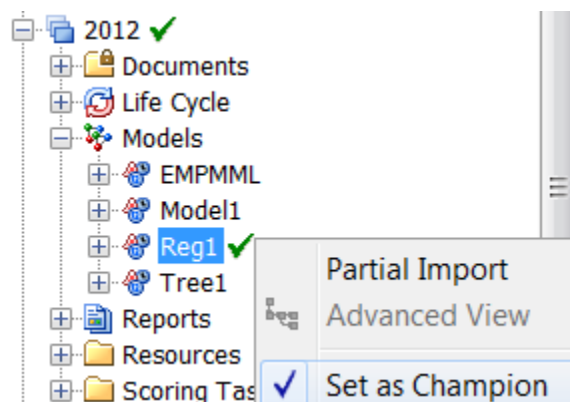 2012
Documents
Life Cycle
Models
EMPMML
Model1
Reg1
Tree1
Reports
Resources
Scoring Tas
Partial Import
Advanced View
Set as Champion